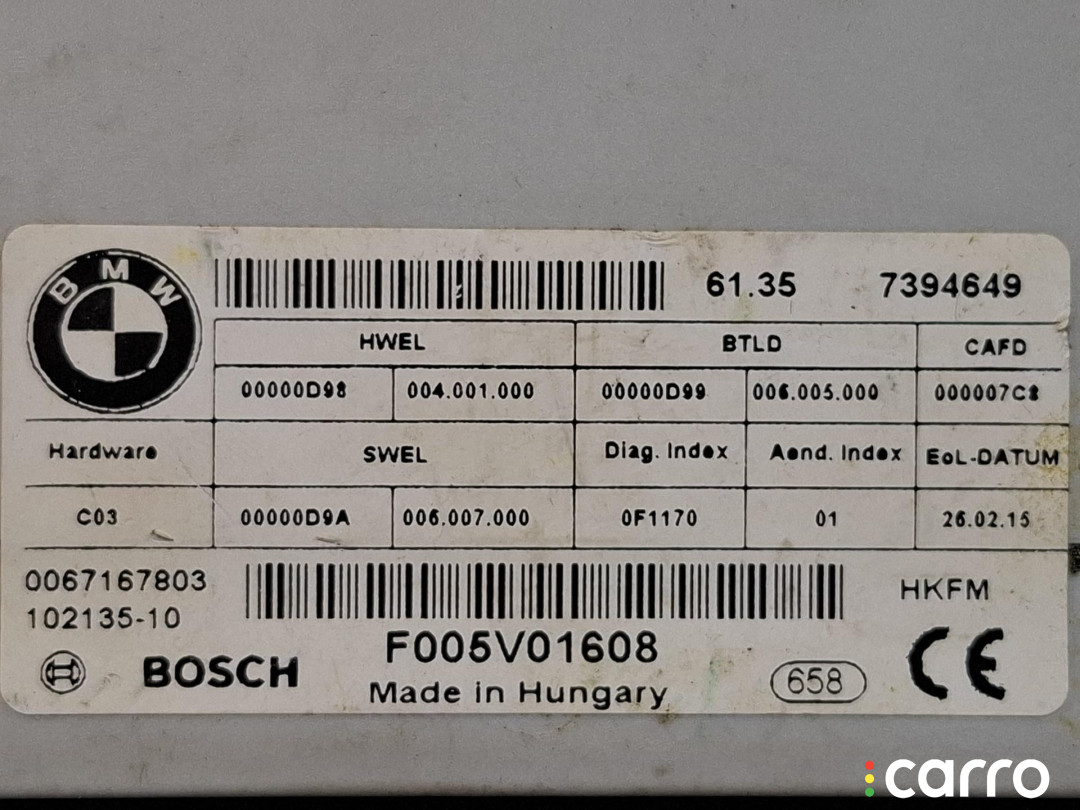 BMW
61.35 7394649
HWEL BTLD CAFD
00000D98 004.001.000 00000D99 006.005.000 000007C8
Hardware SWEL Diag. Index Aend. Index EoL-DATUM
C03 00000D9A 006.007.000 0F1170 01 26.02.15
0067167803 HKFM
102135-10
F005V01608
BOSCH Made in Hungary 658 CE
carro